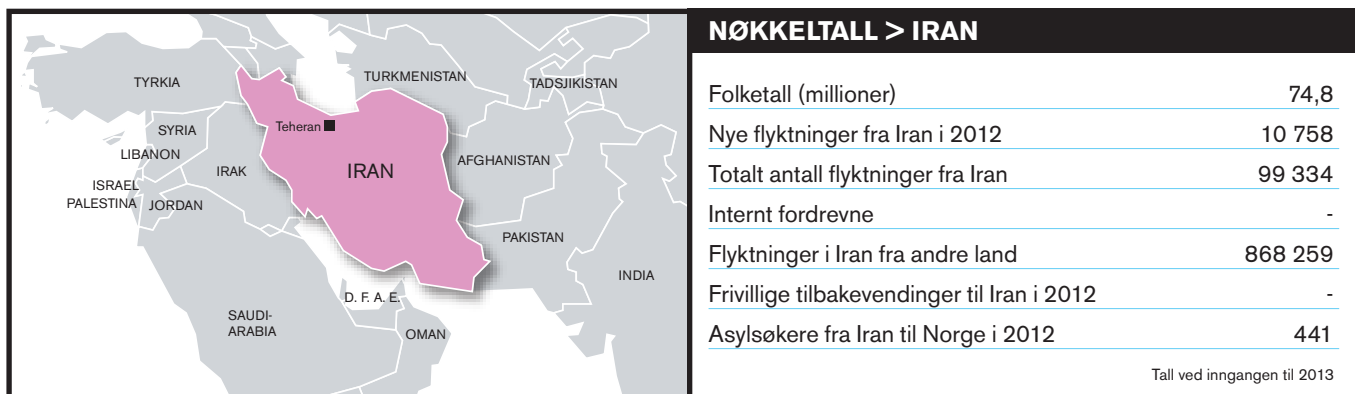 TYRKIA
TURKMENISTAN
TADSJIKISTAN
Teheran
SYRIA
LIBANON
IRAK
IRAN
AFGHANISTAN
ISRAEL
PALESTINA
JORDAN
PAKISTAN
INDIA
D. F. A. E.
SAUDI-
ARABIA
OMAN
NØKKELTALL > IRAN
Folketall (millioner) 74,8
Nye flyktninger fra Iran i 2012 10 758
Totalt antall flyktninger fra Iran 99 334
Internt fordrevne -
Flyktninger i Iran fra andre land 868 259
Frivillige tilbakevendinger til Iran i 2012 -
Asylsøkere fra Iran til Norge i 2012 441
Tall ved inngangen til 2013